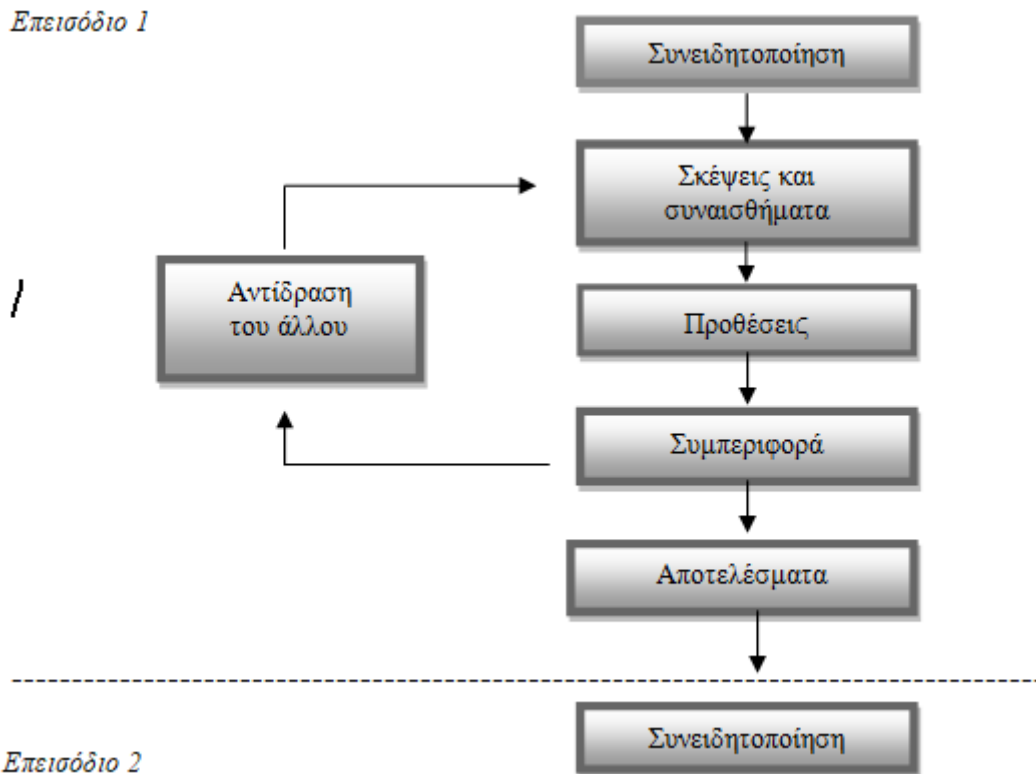 Επεισόδιο 1
Συνειδητοποίηση
Σκέψεις και
συναισθήματα
Αντίδραση
του άλλου
Προθέσεις
Συμπεριφορά
Αποτελέσματα
Συνειδητοποίηση
Επεισόδιο 2